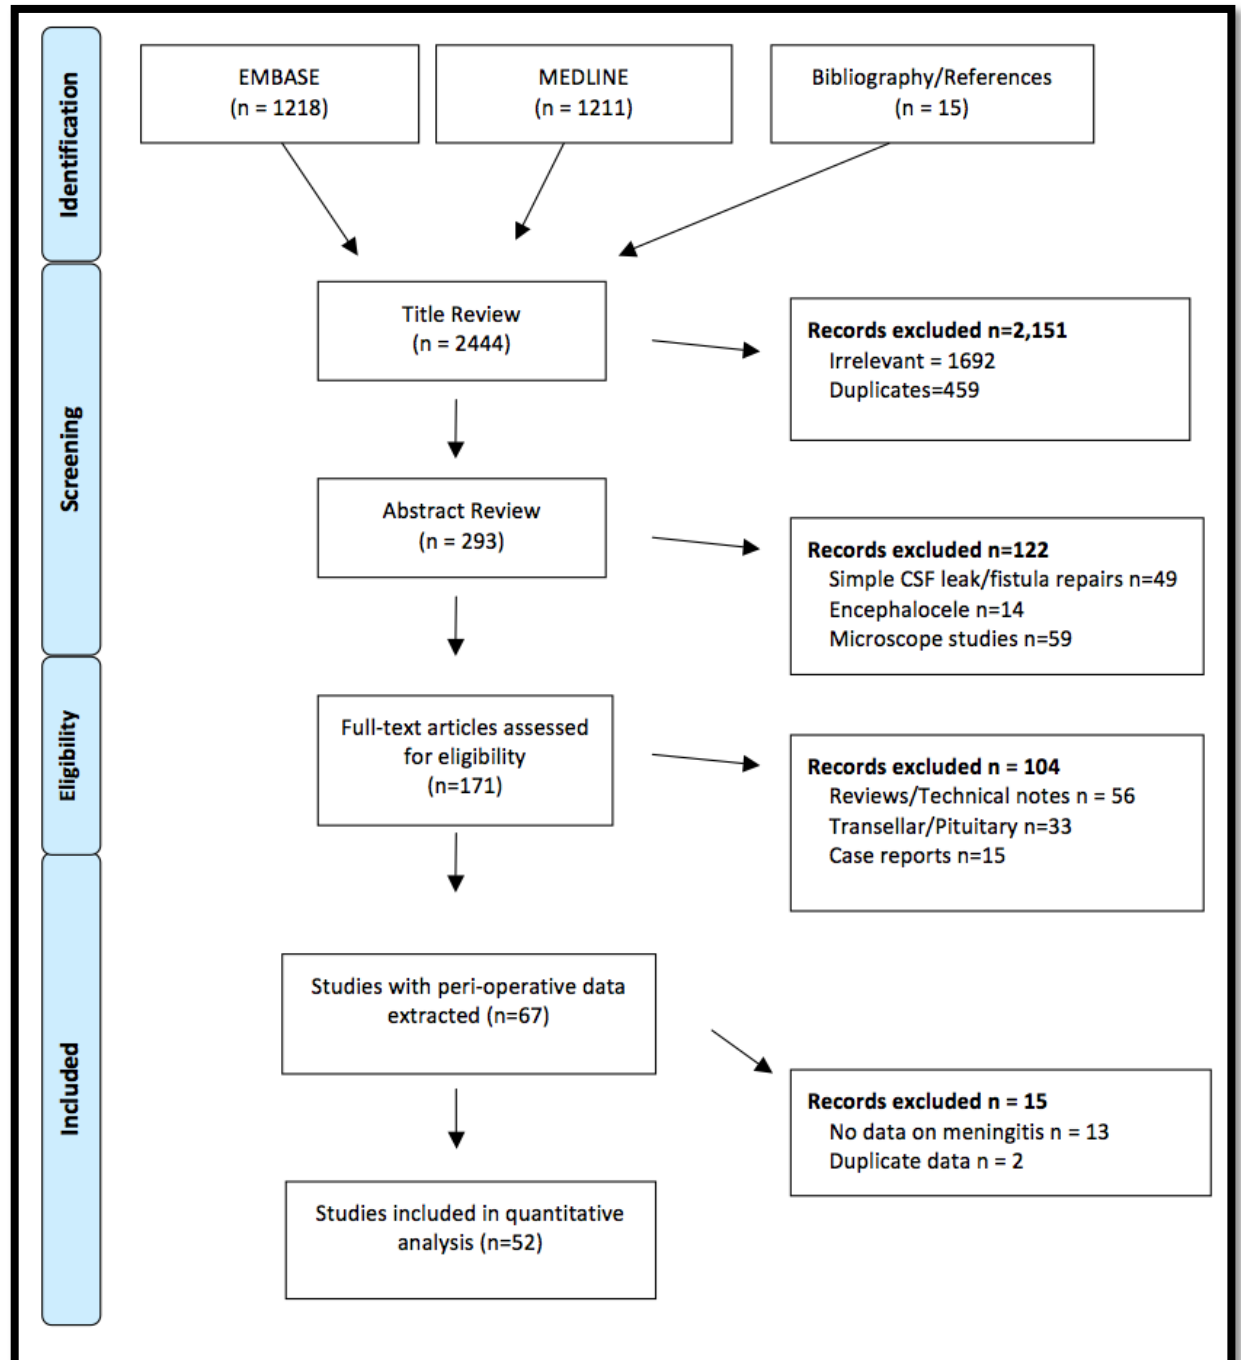 Identification
EMBASE
(n = 1218)
MEDLINE
(n = 1211)
Bibliography/References
(n = 15)
Screening
Title Review
(n = 2444)
Records excluded n=2,151
Irrelevant = 1692
Duplicates=459
Abstract Review
(n = 293)
Records excluded n=122
Simple CSF leak/fistula repairs n=49
Encephalocele n=14
Microscope studies n=59
Eligibility
Full-text articles assessed
for eligibility
(n=171)
Records excluded n = 104
Reviews/Technical notes n = 56
Transellar/Pituitary n=33
Case reports n=15
Included
Studies with peri-operative data
extracted (n=67)
Records excluded n = 15
No data on meningitis n = 13
Duplicate data n = 2
Studies included in quantitative
analysis (n=52)